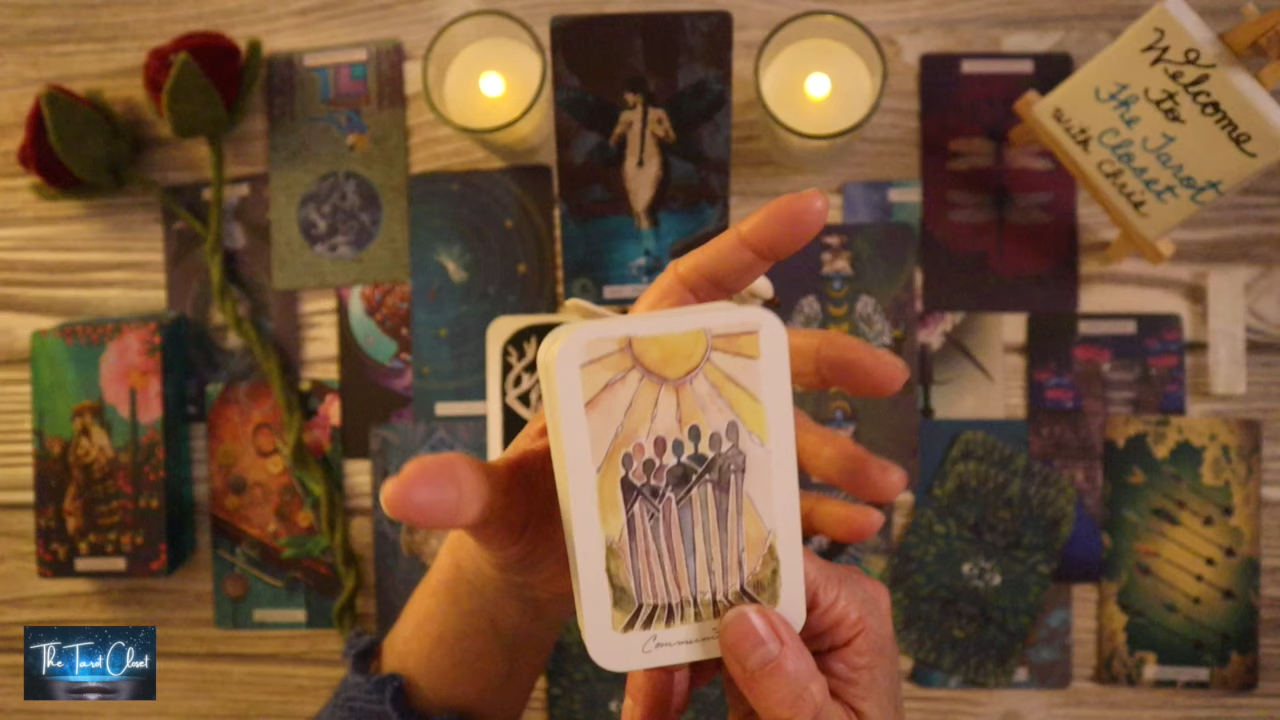 Welcome
to
The Tarot
Closet
with Chris
The Tarot Closet